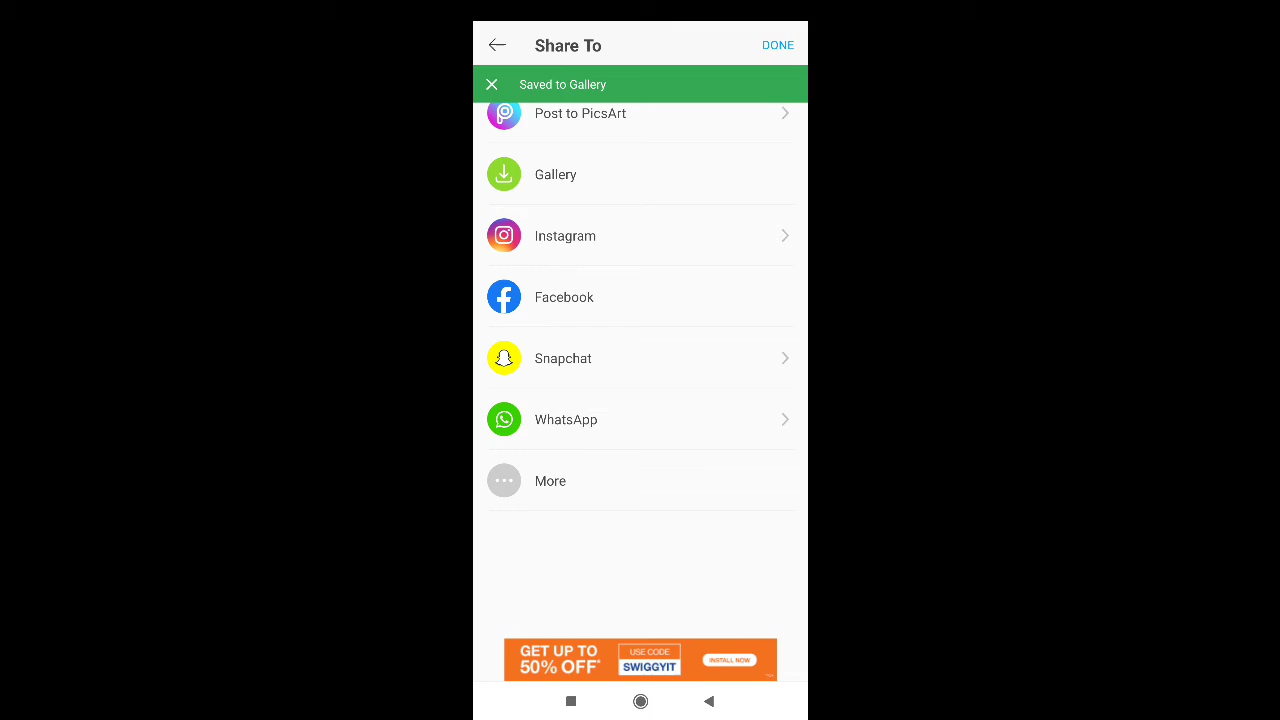 Share To
DONE
Saved to Gallery
Post to PicsArt
Gallery
Instagram
Facebook
Snapchat
WhatsApp
More
GET UP TO
50% OFF*
USE CODE
SWIGGYIT
INSTALL NOW